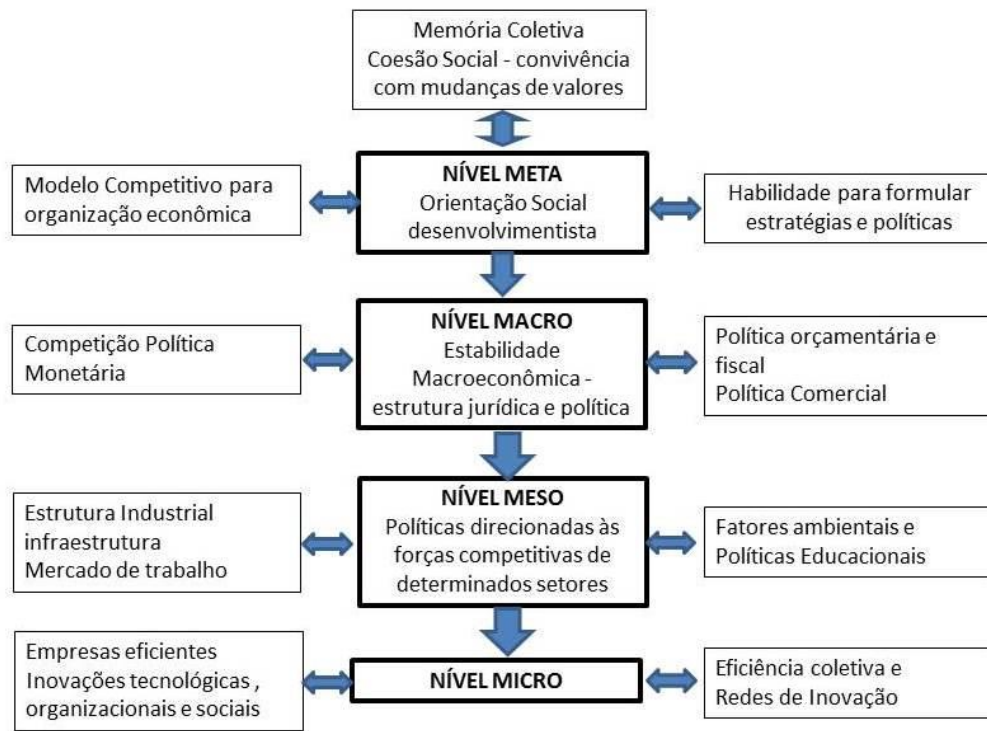 Memória Coletiva
Coesão Social - convivência
com mudanças de valores
Modelo Competitivo para
organização econômica
NÍVEL META
Orientação Social
desenvolvimentista
Habilidade para formular
estratégias e políticas
Competição Política
Monetária
NÍVEL MACRO
Estabilidade
Macroeconômica -
estrutura jurídica e política
Política orçamentária e
fiscal
Política Comercial
Estrutura Industrial
infraestrutura
Mercado de trabalho
NÍVEL MESO
Políticas direcionadas às
forças competitivas de
determinados setores
Fatores ambientais e
Políticas Educacionais
Empresas eficientes
Inovações tecnológicas ,
organizacionais e sociais
NÍVEL MICRO
Eficiência coletiva e
Redes de Inovação